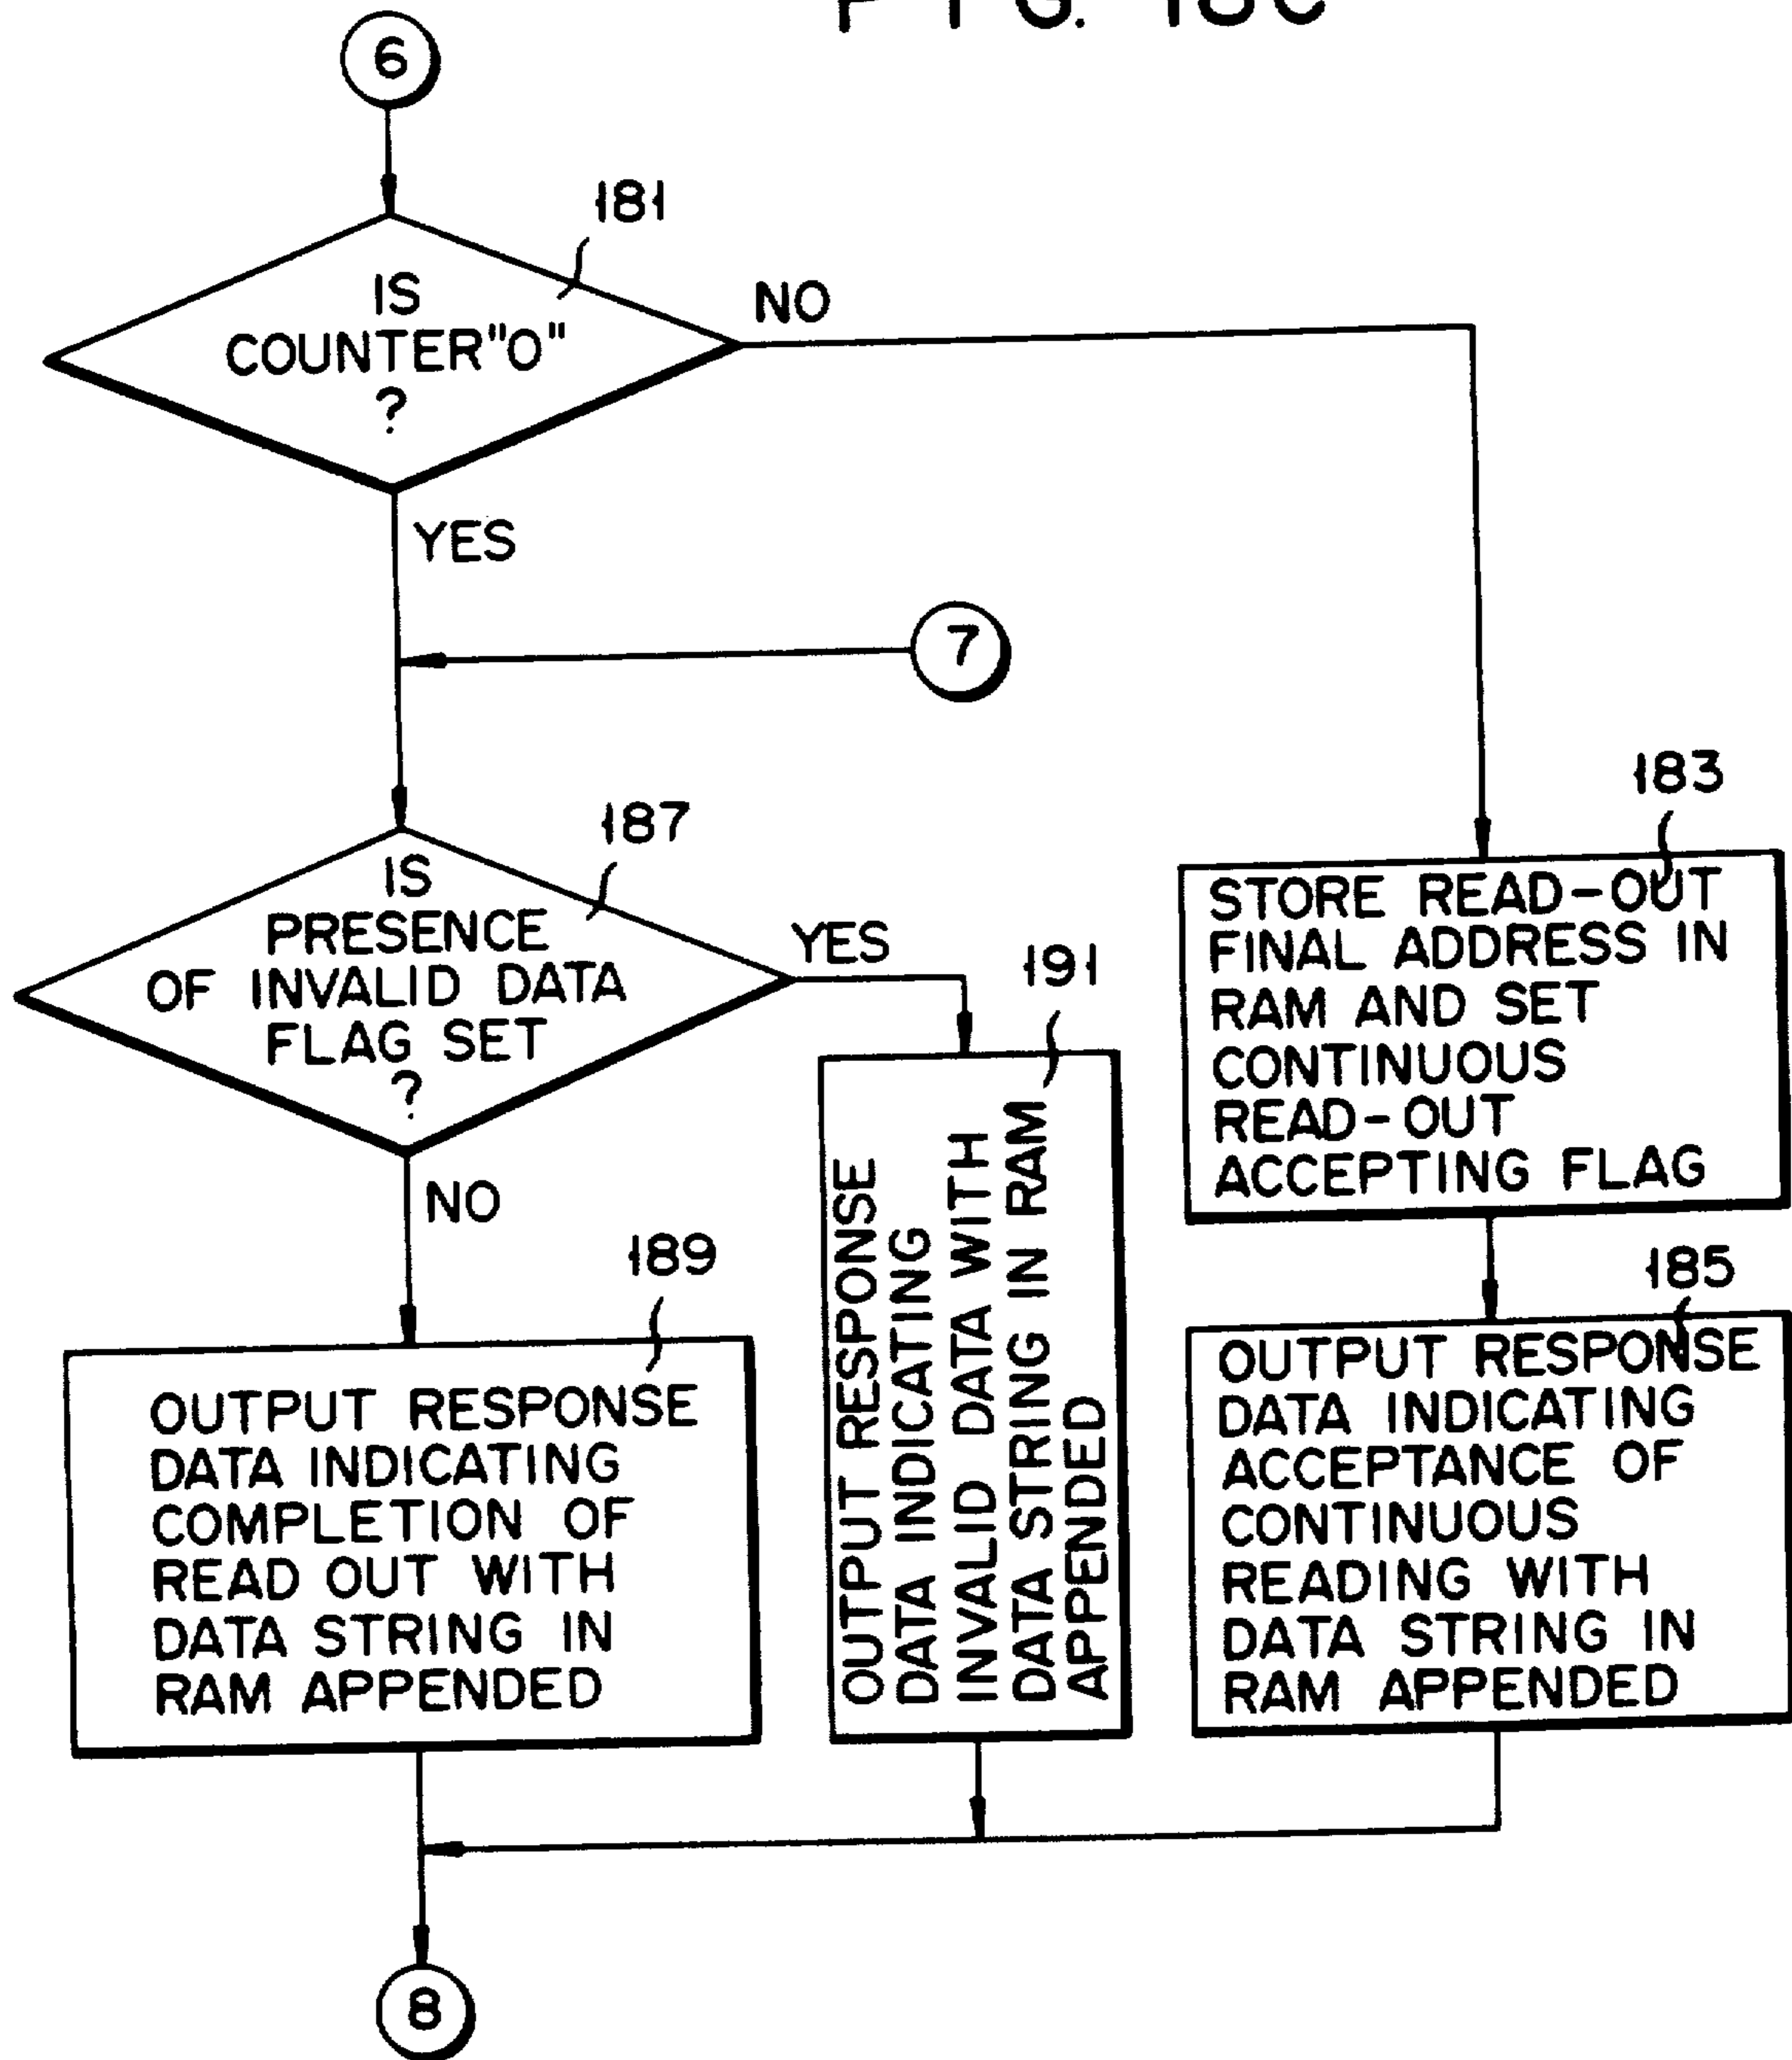 FIG. 18C
6
181
IS
COUNTER "0"
?
NO
YES
7
187
IS
PRESENCE
OF INVALID DATA
FLAG SET
?
YES
NO
183
STORE READ-OUT
FINAL ADDRESS IN
RAM AND SET
CONTINUOUS
READ-OUT
ACCEPTING FLAG
191
OUTPUT RESPONSE
DATA INDICATING
INVALID DATA WITH
DATA STRING IN RAM
APPENDED
189
OUTPUT RESPONSE
DATA INDICATING
COMPLETION OF
READ OUT WITH
DATA STRING IN
RAM APPENDED
185
OUTPUT RESPONSE
DATA INDICATING
ACCEPTANCE OF
CONTINUOUS
READING WITH
DATA STRING IN
RAM APPENDED
8